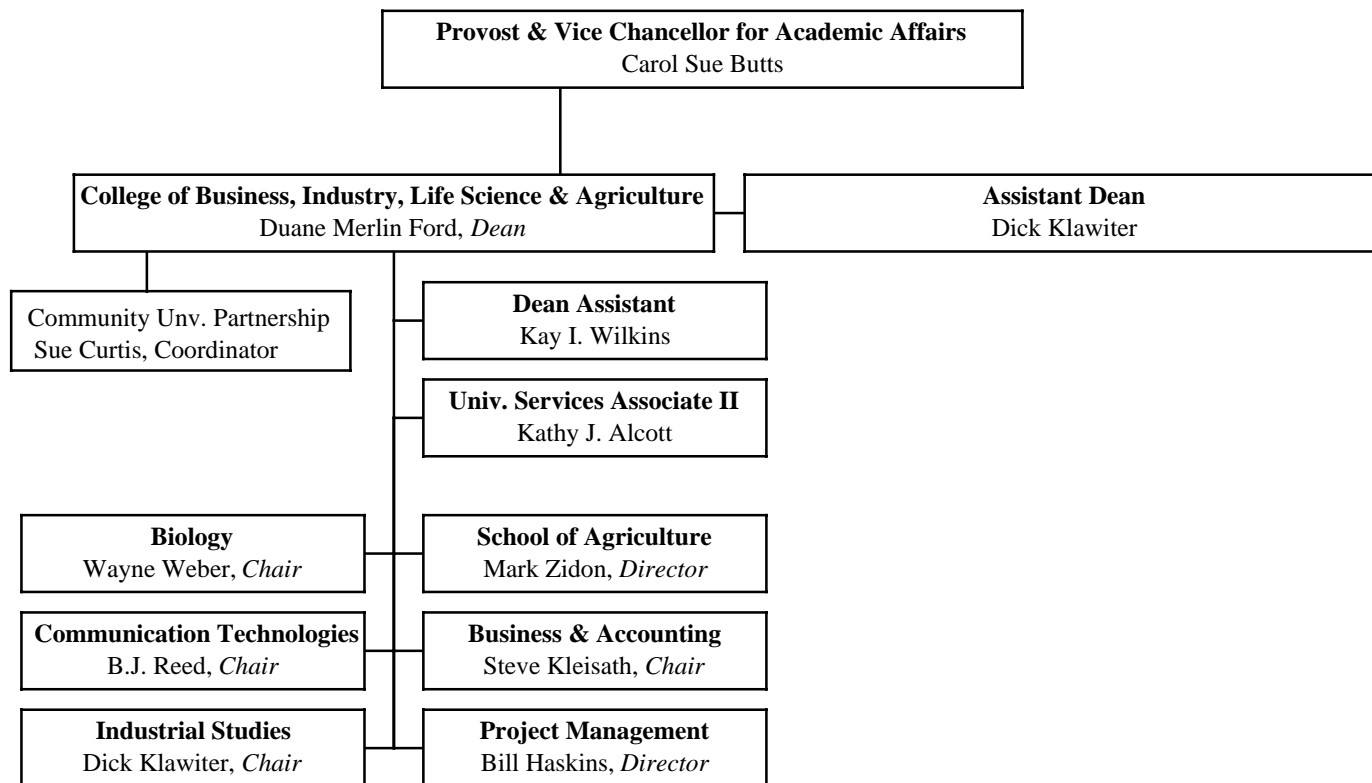 Provost & Vice Chancellor for Academic Affairs
Carol Sue Butts
College of Business, Industry, Life Science & Agriculture
Duane Merlin Ford, Dean
Assistant Dean
Dick Klawiter
Community Unv. Partnership
Sue Curtis, Coordinator
Dean Assistant
Kay I. Wilkins
Univ. Services Associate II
Kathy J. Alcott
Biology
Wayne Weber, Chair
School of Agriculture
Mark Zidon, Director
Communication Technologies
B.J. Reed, Chair
Business & Accounting
Steve Kleisath, Chair
Industrial Studies
Dick Klawiter, Chair
Project Management
Bill Haskins, Director